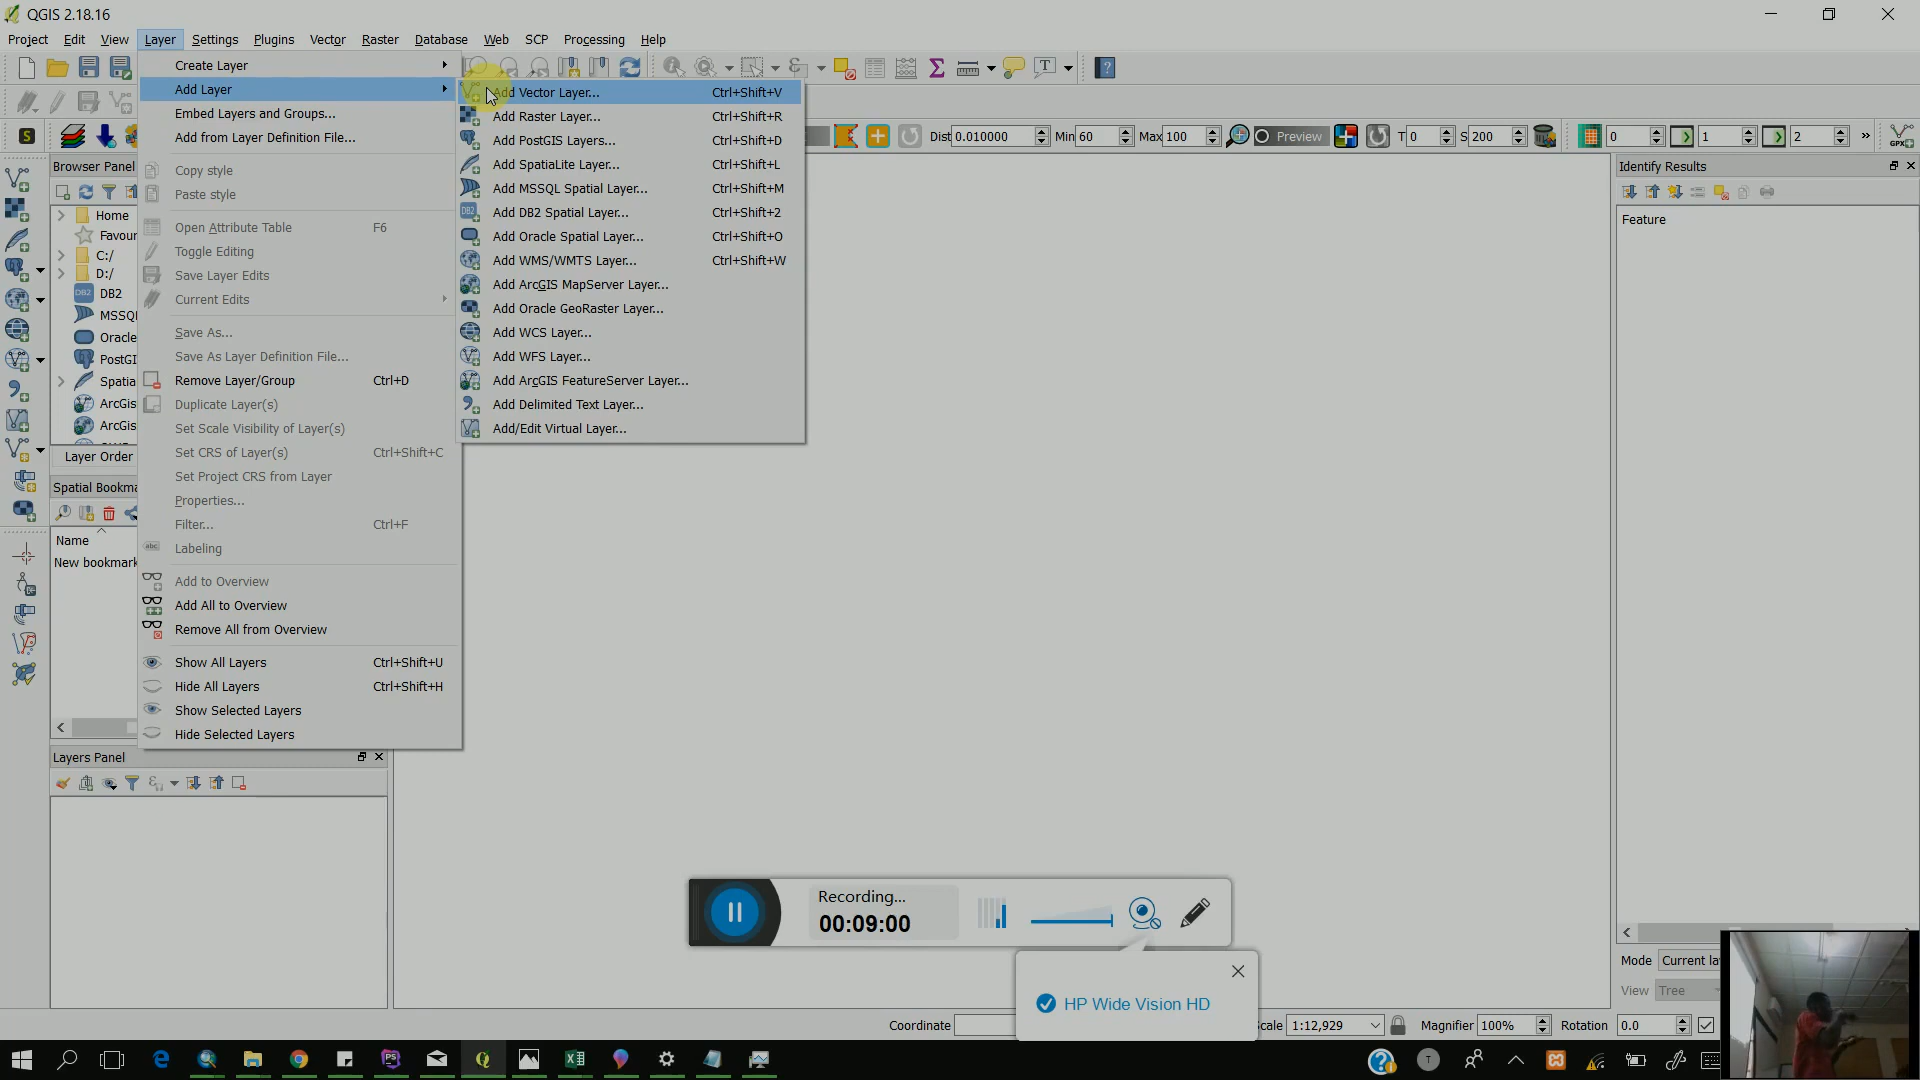 QGIS 2.18.16
Project Edit View Layer Settings Plugins Vector Raster Database Web SCP Processing Help
Create Layer
Add Layer
Embed Layers and Groups...
Add from Layer Definition File...
Copy style
Paste style
Open Attribute Table F6
Toggle Editing
Save Layer Edits
Current Edits
Save As...
Save As Layer Definition File...
Remove Layer/Group Ctrl+D
Duplicate Layer(s)
Set Scale Visibility of Layer(s)
Set CRS of Layer(s) Ctrl+Shift+C
Set Project CRS from Layer
Properties...
Filter... Ctrl+F
Labeling
Add to Overview
Add All to Overview
Remove All from Overview
Show All Layers Ctrl+Shift+U
Hide All Layers Ctrl+Shift+H
Show Selected Layers
Hide Selected Layers
Add Vector Layer... Ctrl+Shift+V
Add Raster Layer... Ctrl+Shift+R
Add PostGIS Layers... Ctrl+Shift+D
Add SpatiaLite Layer... Ctrl+Shift+L
Add MSSQL Spatial Layer... Ctrl+Shift+M
Add DB2 Spatial Layer... Ctrl+Shift+2
Add Oracle Spatial Layer... Ctrl+Shift+O
Add WMS/WMTS Layer... Ctrl+Shift+W
Add ArcGIS MapServer Layer...
Add Oracle GeoRaster Layer...
Add WCS Layer...
Add WFS Layer...
Add ArcGIS FeatureServer Layer...
Add Delimited Text Layer...
Add/Edit Virtual Layer...
Dist 0.010000 Min 60 Max 100 Preview T 0 S 200 0 1 2 » GPX
Browser Panel
Home
Favour
C:/
D:/
DB2
MSSQ
Oracle
PostGI
Spatia
ArcGis
ArcGis
Layer Order
Spatial Bookma
Name
New bookmark
Layers Panel
Identify Results
Feature
Mode Current la
View Tree
Recording...
00:09:00
HP Wide Vision HD
Coordinate
cale 1:12,929 Magnifier 100% Rotation 0.0